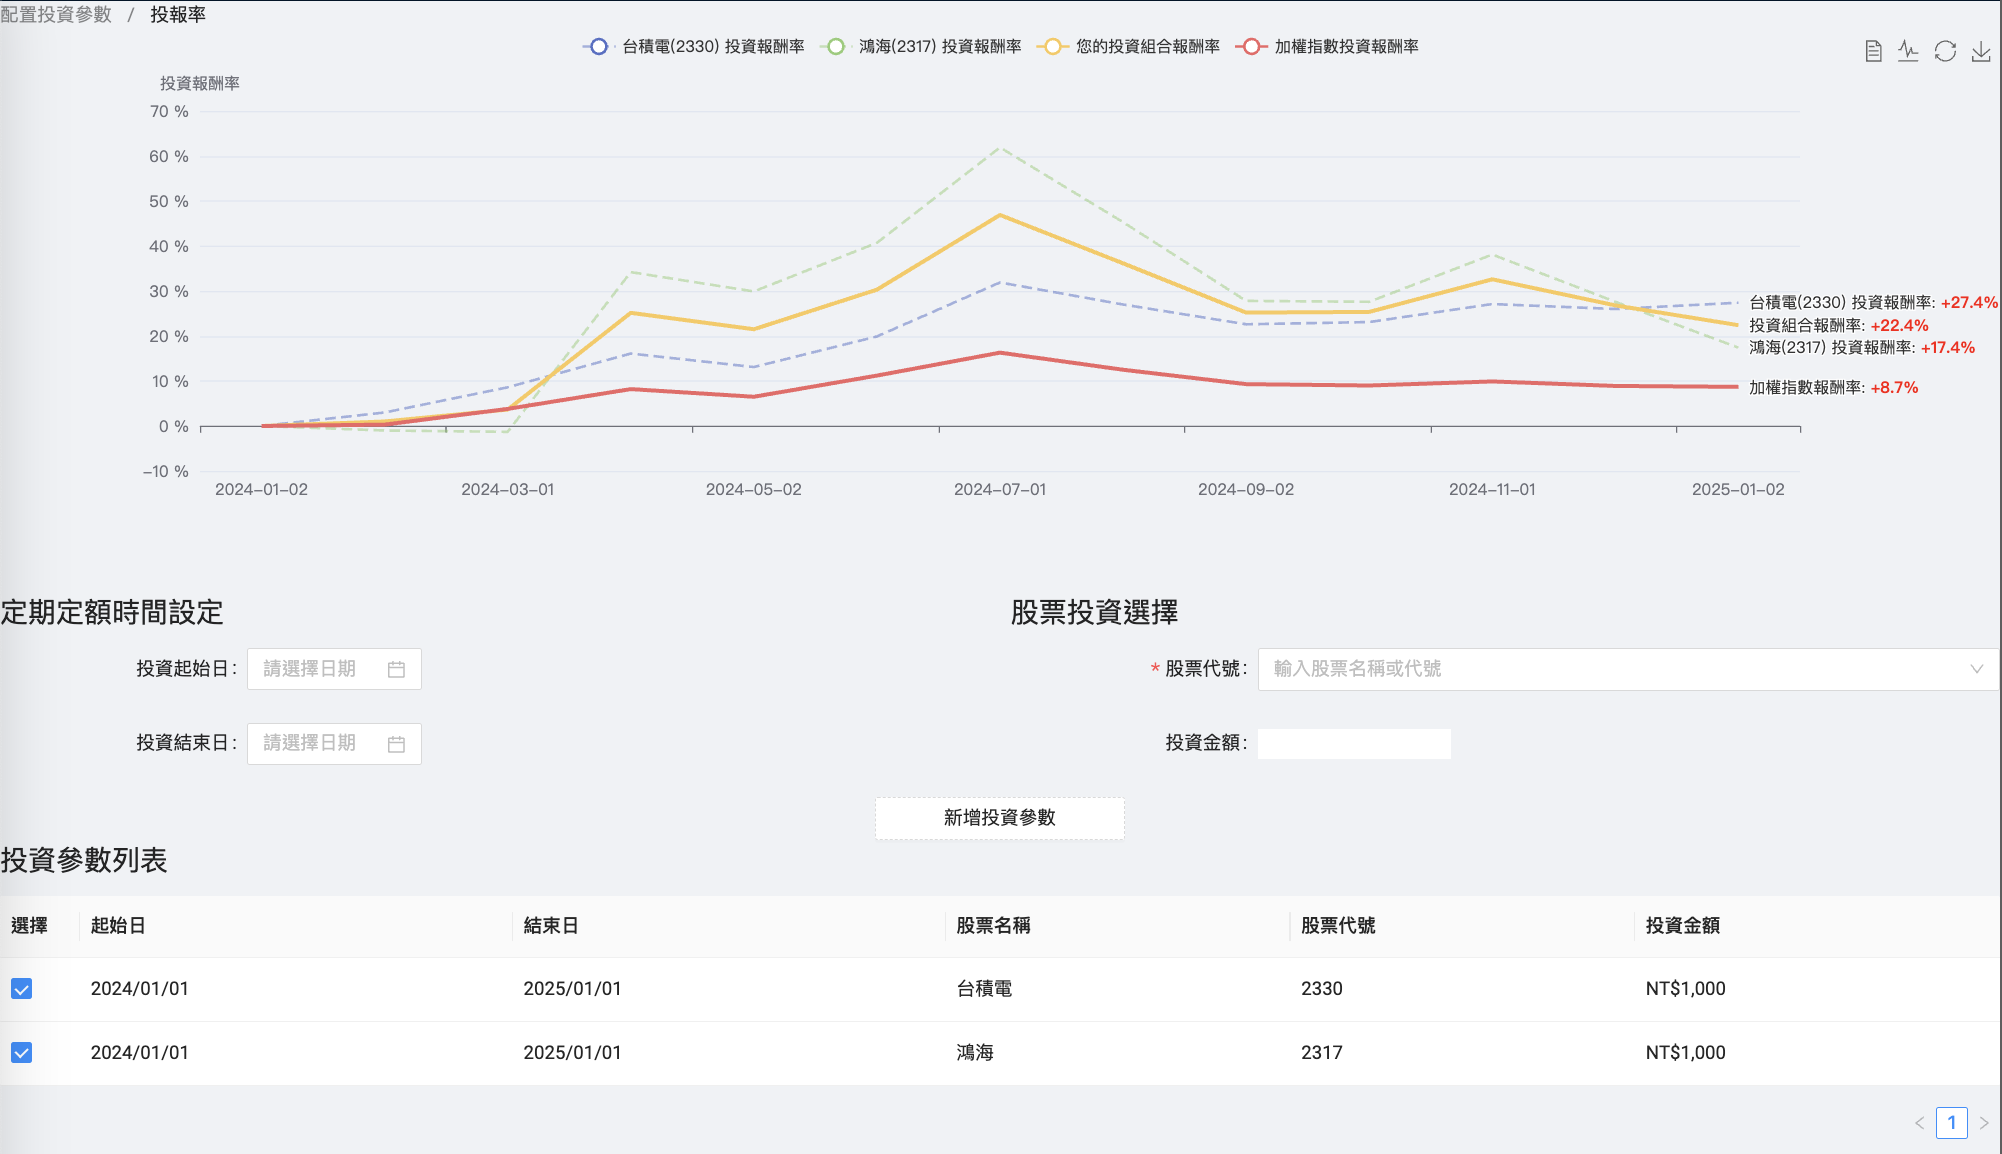 配置投資參數 / 投報率
台積電(2330) 投資報酬率 鴻海(2317) 投資報酬率 您的投資組合報酬率 加權指數投資報酬率
投資報酬率
70 %
60 %
50 %
40 %
30 %
20 %
10 %
0 %
-10 %
台積電(2330) 投資報酬率: +27.4%
投資組合報酬率: +22.4%
鴻海(2317) 投資報酬率: +17.4%
加權指數報酬率: +8.7%
2024-01-02 2024-03-01 2024-05-02 2024-07-01 2024-09-02 2024-11-01 2025-01-02
定期定額時間設定
投資起始日: 請選擇日期
投資結束日: 請選擇日期
股票投資選擇
* 股票代號: 輸入股票名稱或代號
投資金額:
新增投資參數
投資參數列表
選擇 起始日 結束日 股票名稱 股票代號 投資金額
2024/01/01 2025/01/01 台積電 2330 NT$1,000
2024/01/01 2025/01/01 鴻海 2317 NT$1,000
1